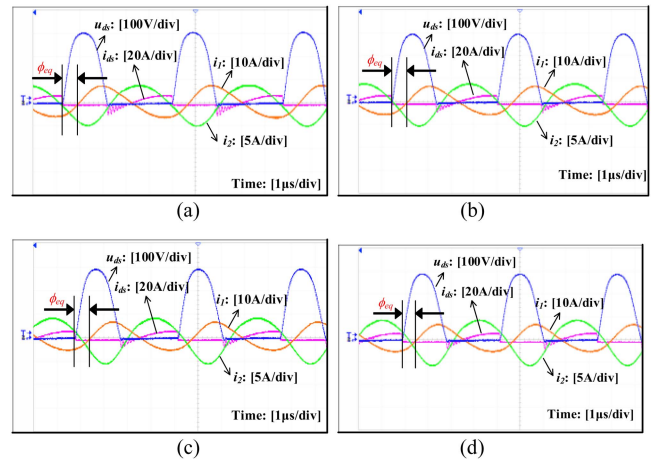 u_ds: [100V/div]
i_ds: [20A/div]
i_1: [10A/div]
ϕ_eq
i_2: [5A/div]
Time: [1μs/div]
(a)
u_ds: [100V/div]
i_ds: [20A/div]
i_1: [10A/div]
ϕ_eq
i_2: [5A/div]
Time: [1μs/div]
(b)
u_ds: [100V/div]
i_ds: [20A/div]
ϕ_eq
i_1: [10A/div]
i_2: [5A/div]
Time: [1μs/div]
(c)
u_ds: [100V/div]
i_ds: [20A/div]
i_1: [10A/div]
ϕ_eq
i_2: [5A/div]
Time: [1μs/div]
(d)